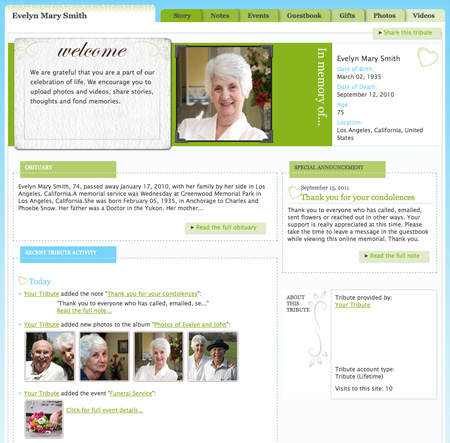 Evelyn Mary Smith
Story Notes Events Guestbook Gifts Photos Videos
Share this tribute
welcome
We are grateful that you are a part of our
celebration of life. We encourage you to
upload photos and videos; share stories,
thoughts and fond memories.
In memory of...
Evelyn Mary Smith
Date of Birth:
March 02, 1935
Date of Death:
September 12, 2010
Age:
75
Location:
Los Angeles, California, United
States
OBITUARY
Evelyn Mary Smith, 74, passed away January 17, 2010, with her family by her side in Los
Angeles, California.A memorial service was Wednesday at Greenwood Memorial Park in
Los Angeles, California.She was born February 05, 1935, in Anchorage to Charles and
Phoebe Snow. Her father was a Doctor in the Yukon. Her mother...
Read the full obituary
SPECIAL ANNOUNCEMENT
September 15, 2011
Thank you for your condolences
Thank you to everyone who has called, emailed,
sent flowers or reached out in other ways. Your
support is really appreciated at this time. Please
take the time to leave a message in the guestbook
while viewing this online memorial. Thank you.
Read the full note
RECENT TRIBUTE ACTIVITY
Today
Your Tribute added the note "Thank you for your condolences":
"Thank you to everyone who has called, emailed, se..."
Read the full note...
Your Tribute added new photos to the album "Photos of Evelyn and John":
Your Tribute added the event "Funeral Service":
Click for full event details...
ABOUT
THIS
TRIBUTE
Tribute provided by:
Your Tribute
Tribute account type:
Tribute (Lifetime)
Visits to this site: 10